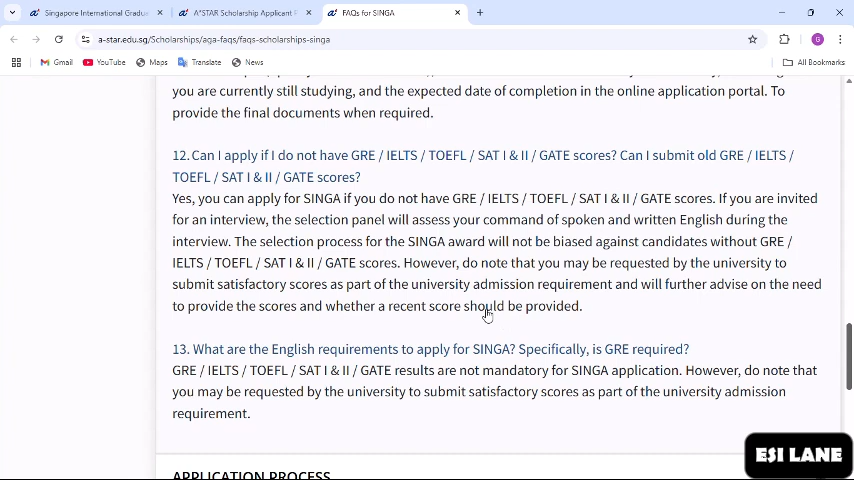 Singapore International Gradua
A*STAR Scholarship Applicant P
FAQs for SINGA
a-star.edu.sg/Scholarships/aga-faqs/faqs-scholarships-singa
G
Gmail
YouTube
Maps
Translate
News
All Bookmarks
you are currently still studying, and the expected date of completion in the online application portal. To
provide the final documents when required.
12. Can I apply if I do not have GRE / IELTS / TOEFL / SAT I & II / GATE scores? Can I submit old GRE / IELTS /
TOEFL / SAT I & II / GATE scores?
Yes, you can apply for SINGA if you do not have GRE / IELTS / TOEFL / SAT I & II / GATE scores. If you are invited
for an interview, the selection panel will assess your command of spoken and written English during the
interview. The selection process for the SINGA award will not be biased against candidates without GRE /
IELTS / TOEFL / SAT I & II / GATE scores. However, do note that you may be requested by the university to
submit satisfactory scores as part of the university admission requirement and will further advise on the need
to provide the scores and whether a recent score should be provided.
13. What are the English requirements to apply for SINGA? Specifically, is GRE required?
GRE / IELTS / TOEFL / SAT I & II / GATE results are not mandatory for SINGA application. However, do note that
you may be requested by the university to submit satisfactory scores as part of the university admission
requirement.
APPLICATION PROCESS
ESI LANE